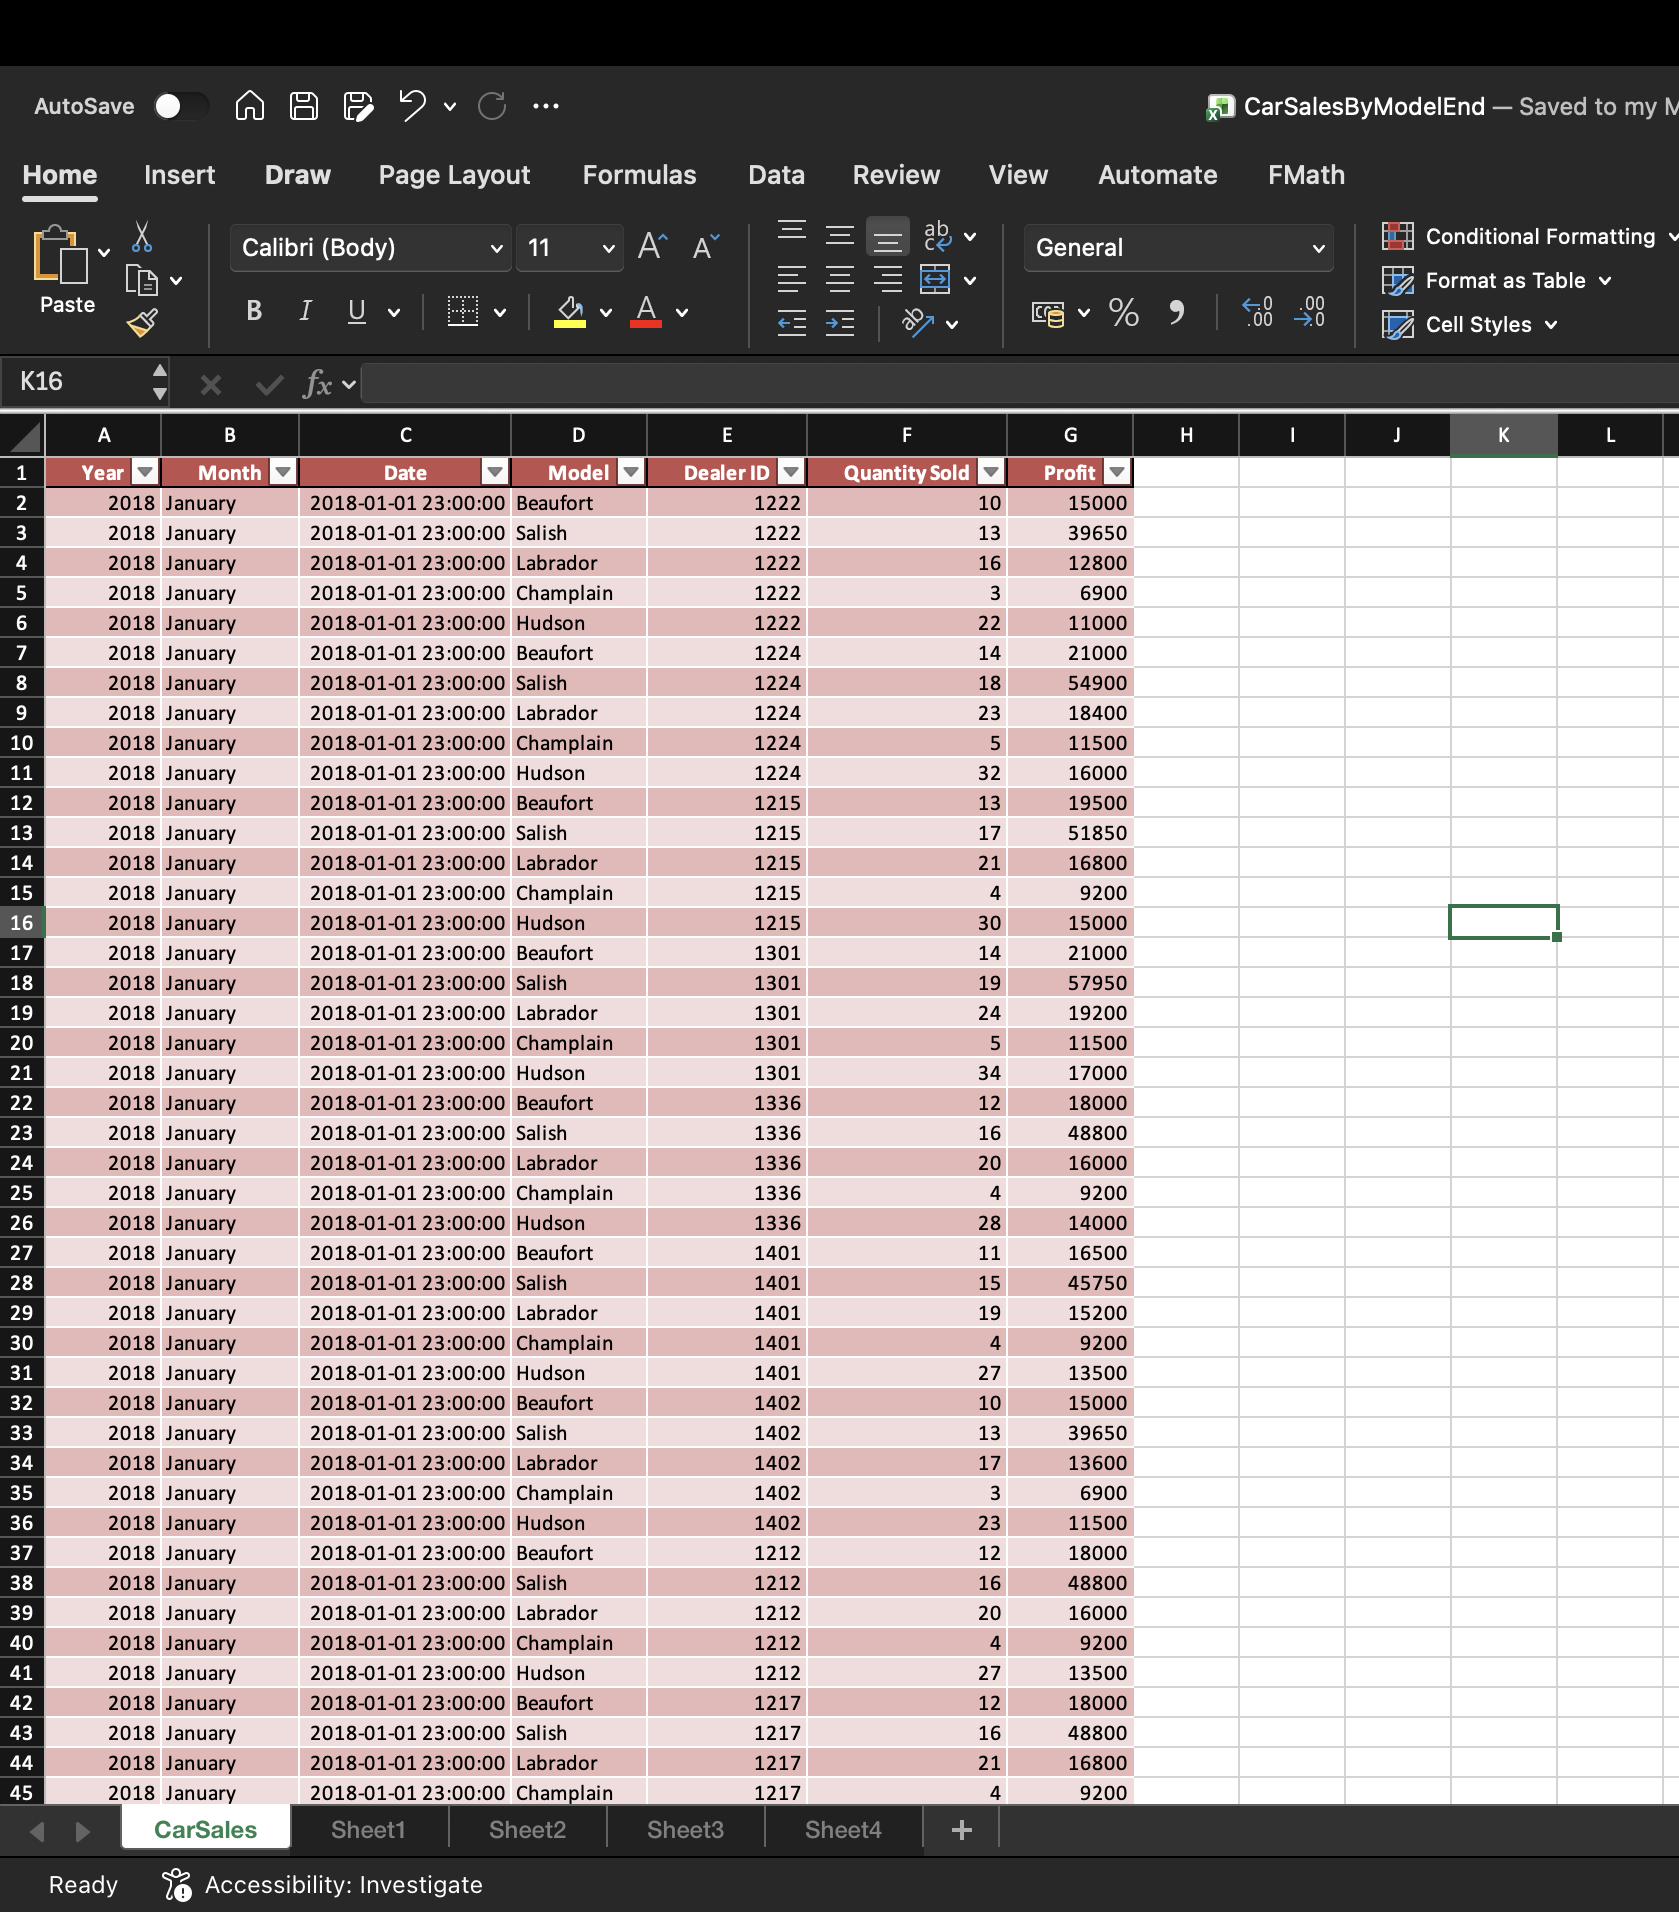 AutoSave
CarSalesByModelEnd — Saved to my M
Home Insert Draw Page Layout Formulas Data Review View Automate FMath
Paste
Calibri (Body) 11
General
Conditional Formatting
Format as Table
Cell Styles
K16 fx
A B C D E F G H I J K L
1 Year Month Date Model Dealer ID Quantity Sold Profit
2 2018 January 2018-01-01 23:00:00 Beaufort 1222 10 15000
3 2018 January 2018-01-01 23:00:00 Salish 1222 13 39650
4 2018 January 2018-01-01 23:00:00 Labrador 1222 16 12800
5 2018 January 2018-01-01 23:00:00 Champlain 1222 3 6900
6 2018 January 2018-01-01 23:00:00 Hudson 1222 22 11000
7 2018 January 2018-01-01 23:00:00 Beaufort 1224 14 21000
8 2018 January 2018-01-01 23:00:00 Salish 1224 18 54900
9 2018 January 2018-01-01 23:00:00 Labrador 1224 23 18400
10 2018 January 2018-01-01 23:00:00 Champlain 1224 5 11500
11 2018 January 2018-01-01 23:00:00 Hudson 1224 32 16000
12 2018 January 2018-01-01 23:00:00 Beaufort 1215 13 19500
13 2018 January 2018-01-01 23:00:00 Salish 1215 17 51850
14 2018 January 2018-01-01 23:00:00 Labrador 1215 21 16800
15 2018 January 2018-01-01 23:00:00 Champlain 1215 4 9200
16 2018 January 2018-01-01 23:00:00 Hudson 1215 30 15000
17 2018 January 2018-01-01 23:00:00 Beaufort 1301 14 21000
18 2018 January 2018-01-01 23:00:00 Salish 1301 19 57950
19 2018 January 2018-01-01 23:00:00 Labrador 1301 24 19200
20 2018 January 2018-01-01 23:00:00 Champlain 1301 5 11500
21 2018 January 2018-01-01 23:00:00 Hudson 1301 34 17000
22 2018 January 2018-01-01 23:00:00 Beaufort 1336 12 18000
23 2018 January 2018-01-01 23:00:00 Salish 1336 16 48800
24 2018 January 2018-01-01 23:00:00 Labrador 1336 20 16000
25 2018 January 2018-01-01 23:00:00 Champlain 1336 4 9200
26 2018 January 2018-01-01 23:00:00 Hudson 1336 28 14000
27 2018 January 2018-01-01 23:00:00 Beaufort 1401 11 16500
28 2018 January 2018-01-01 23:00:00 Salish 1401 15 45750
29 2018 January 2018-01-01 23:00:00 Labrador 1401 19 15200
30 2018 January 2018-01-01 23:00:00 Champlain 1401 4 9200
31 2018 January 2018-01-01 23:00:00 Hudson 1401 27 13500
32 2018 January 2018-01-01 23:00:00 Beaufort 1402 10 15000
33 2018 January 2018-01-01 23:00:00 Salish 1402 13 39650
34 2018 January 2018-01-01 23:00:00 Labrador 1402 17 13600
35 2018 January 2018-01-01 23:00:00 Champlain 1402 3 6900
36 2018 January 2018-01-01 23:00:00 Hudson 1402 23 11500
37 2018 January 2018-01-01 23:00:00 Beaufort 1212 12 18000
38 2018 January 2018-01-01 23:00:00 Salish 1212 16 48800
39 2018 January 2018-01-01 23:00:00 Labrador 1212 20 16000
40 2018 January 2018-01-01 23:00:00 Champlain 1212 4 9200
41 2018 January 2018-01-01 23:00:00 Hudson 1212 27 13500
42 2018 January 2018-01-01 23:00:00 Beaufort 1217 12 18000
43 2018 January 2018-01-01 23:00:00 Salish 1217 16 48800
44 2018 January 2018-01-01 23:00:00 Labrador 1217 21 16800
45 2018 January 2018-01-01 23:00:00 Champlain 1217 4 9200
CarSales Sheet1 Sheet2 Sheet3 Sheet4 +
Ready Accessibility: Investigate